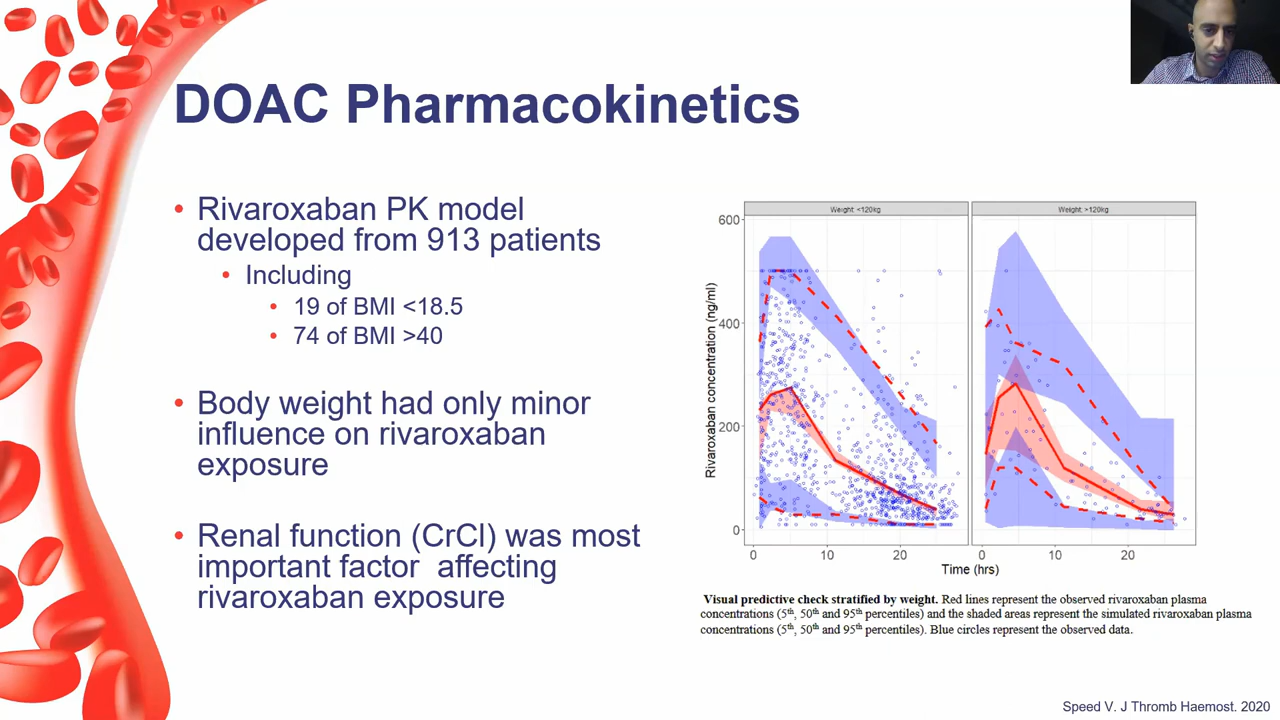 DOAC Pharmacokinetics
• Rivaroxaban PK model
developed from 913 patients
• Including
• 19 of BMI <18.5
• 74 of BMI >40
• Body weight had only minor
influence on rivaroxaban
exposure
• Renal function (CrCl) was most
important factor affecting
rivaroxaban exposure
Weight: <120kg
Weight: >120kg
Rivaroxaban concentration (ng/ml)
600
400
200
0
0 10 20
0 10 20
Time (hrs)
Visual predictive check stratified by weight. Red lines represent the observed rivaroxaban plasma
concentrations (5th, 50th and 95th percentiles) and the shaded areas represent the simulated rivaroxaban plasma
concentrations (5th, 50th and 95th percentiles). Blue circles represent the observed data.
Speed V. J Thromb Haemost. 2020